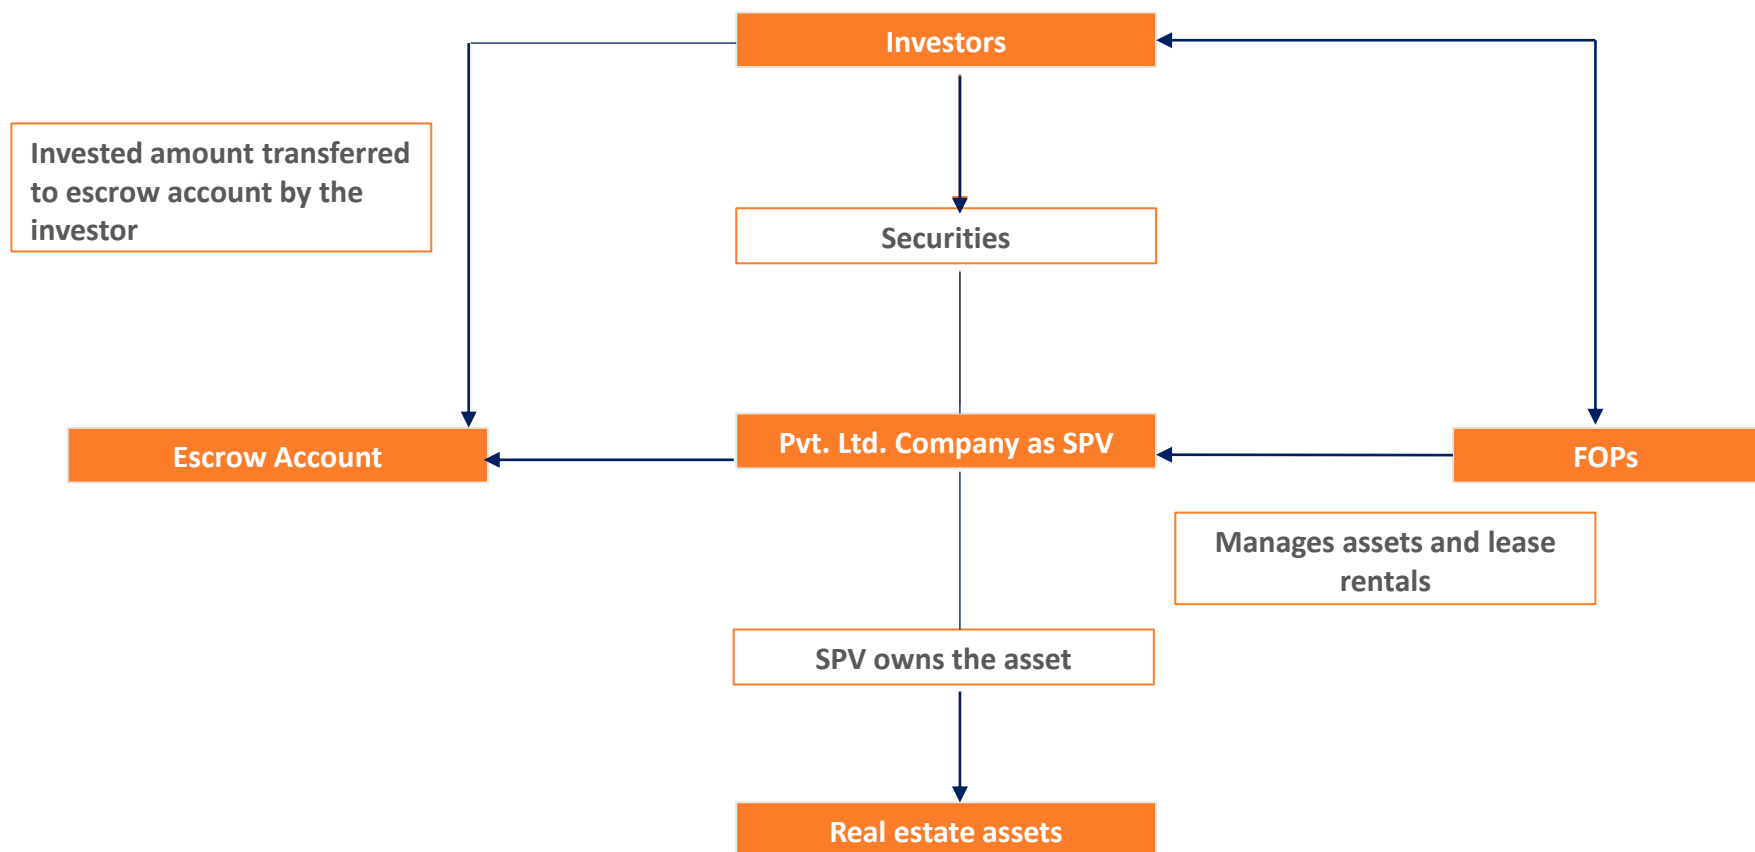 Investors
Invested amount transferred
to escrow account by the
investor
Securities
Escrow Account
Pvt. Ltd. Company as SPV
FOPs
Manages assets and lease
rentals
SPV owns the asset
Real estate assets